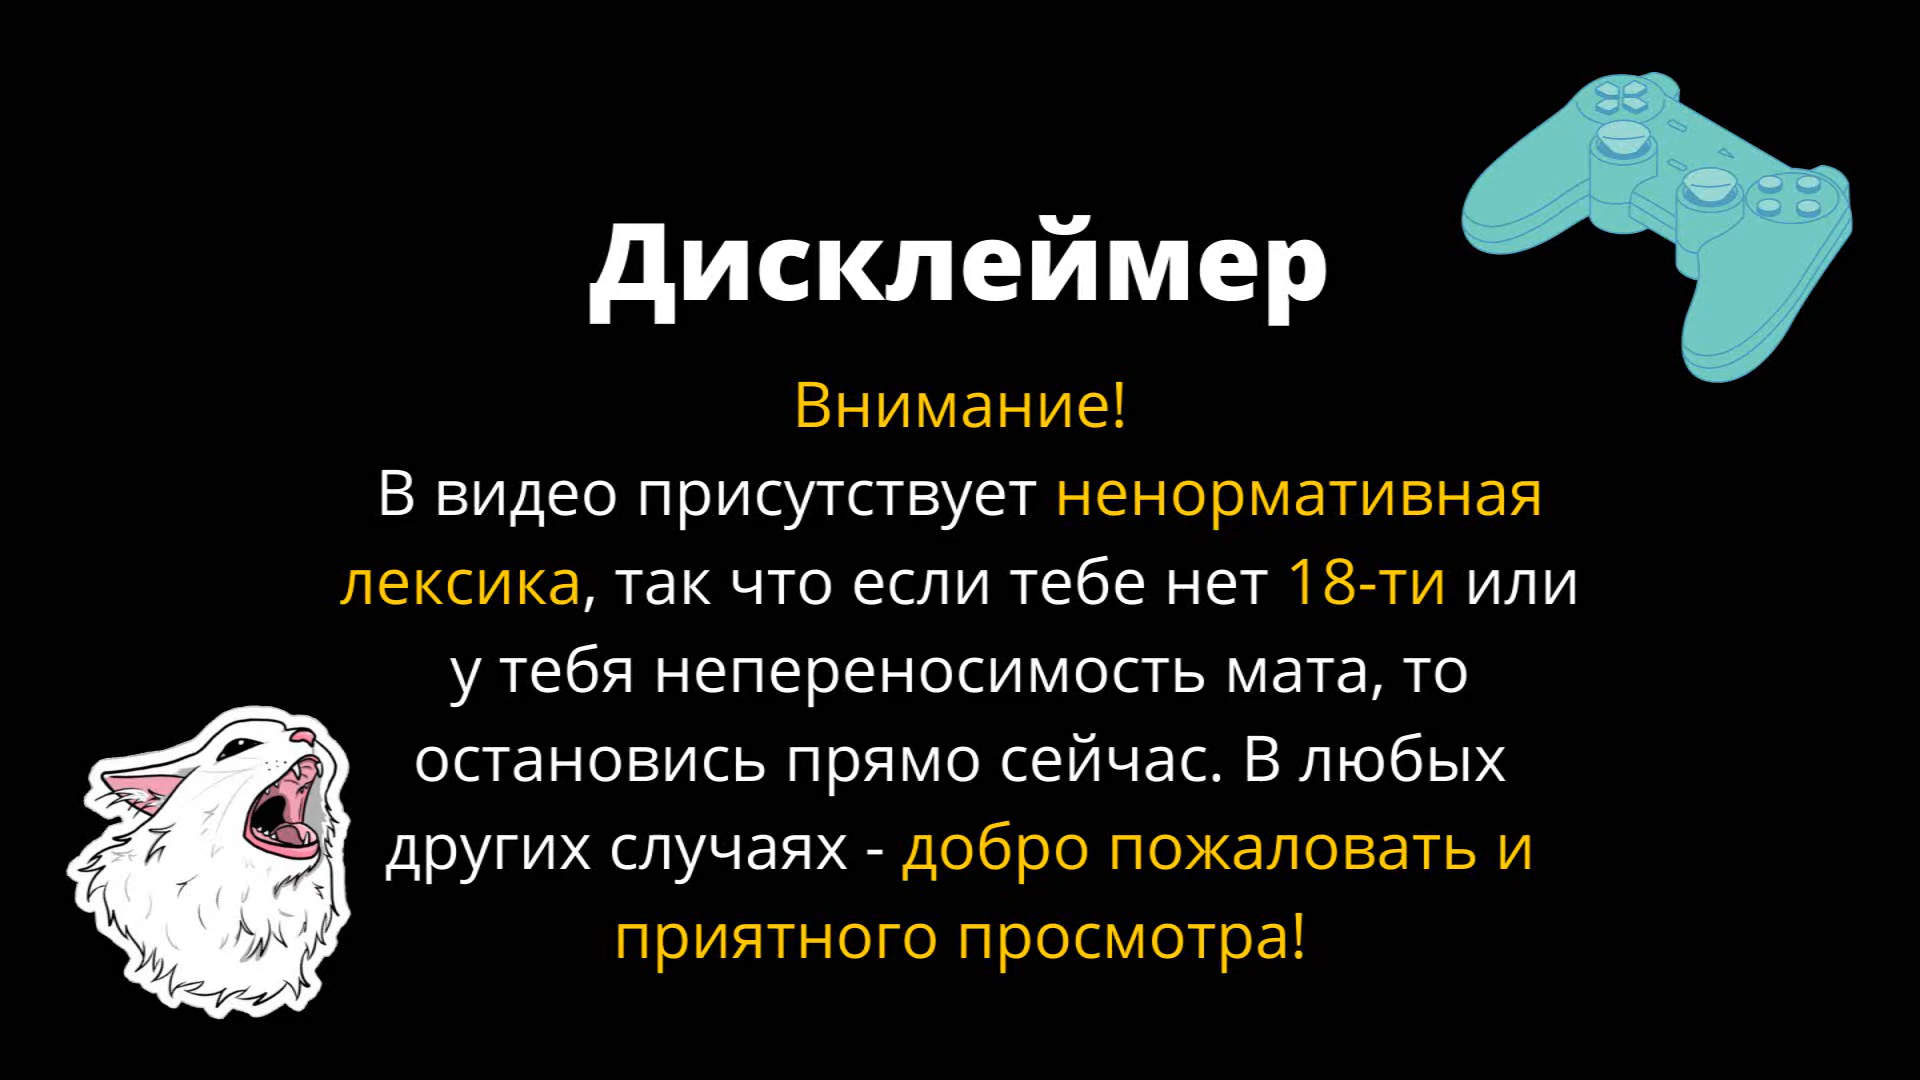 Дисклеймер
Внимание!
В видео присутствует ненормативная
лексика, так что если тебе нет 18-ти или
у тебя непереносимость мата, то
остановись прямо сейчас. В любых
других случаях - добро пожаловать и
приятного просмотра!